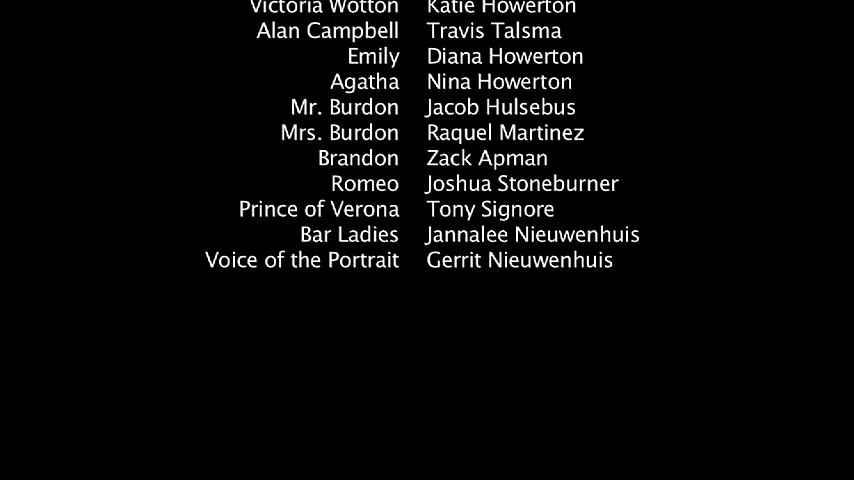 Victoria Wotton Katie Howerton
Alan Campbell Travis Talsma
Emily Diana Howerton
Agatha Nina Howerton
Mr. Burdon Jacob Hulsebus
Mrs. Burdon Raquel Martinez
Brandon Zack Apman
Romeo Joshua Stoneburner
Prince of Verona Tony Signore
Bar Ladies Jannalee Nieuwenhuis
Voice of the Portrait Gerrit Nieuwenhuis